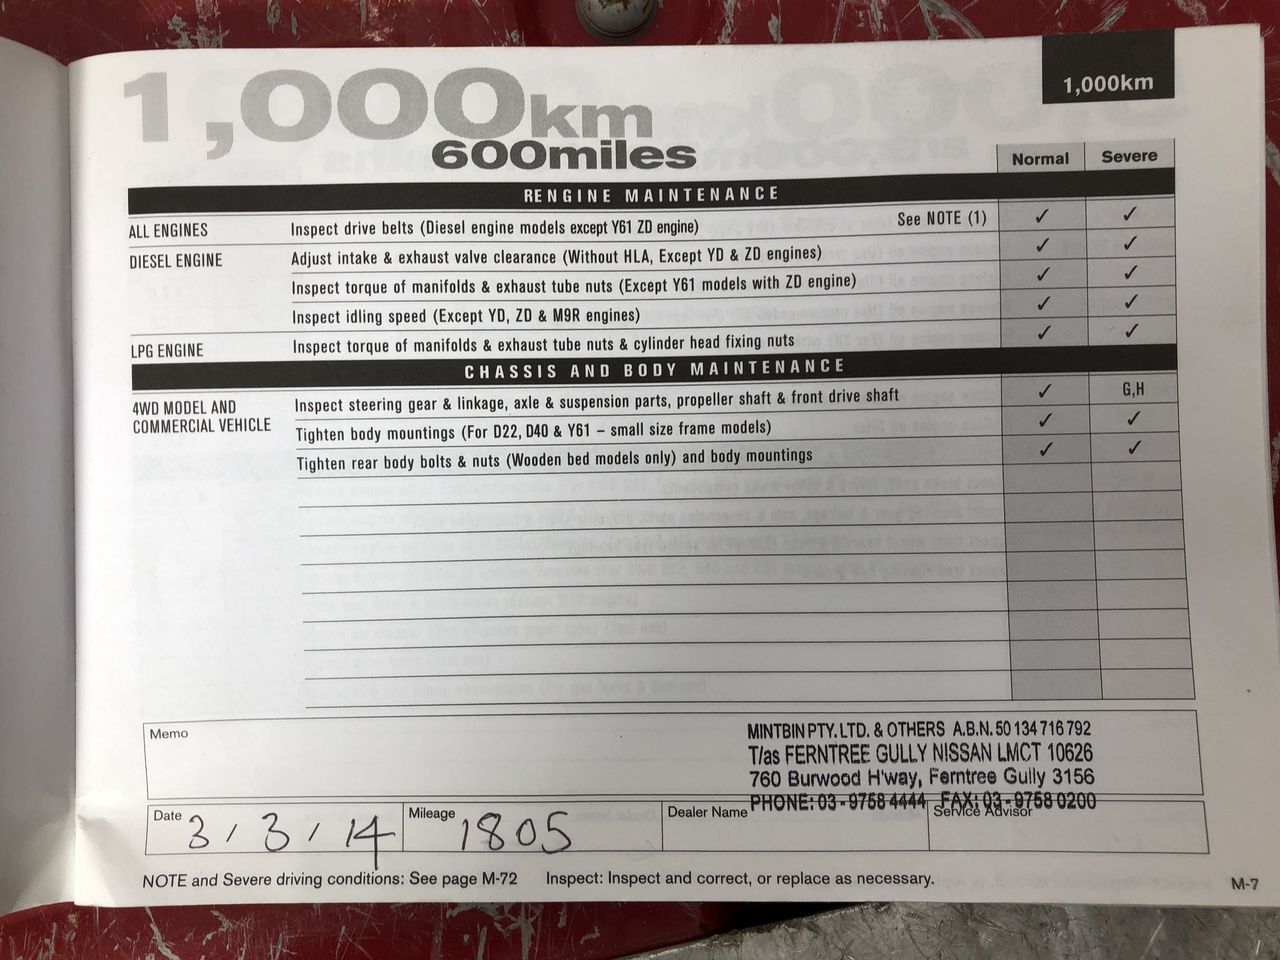 1,000km
1,000km
600miles
Normal Severe
RENGINE MAINTENANCE
ALL ENGINES Inspect drive belts (Diesel engine models except Y61 ZD engine) See NOTE (1) ✓ ✓
DIESEL ENGINE Adjust intake & exhaust valve clearance (Without HLA, Except YD & ZD engines) ✓ ✓
Inspect torque of manifolds & exhaust tube nuts (Except Y61 models with ZD engine) ✓ ✓
Inspect idling speed (Except YD, ZD & M9R engines) ✓ ✓
LPG ENGINE Inspect torque of manifolds & exhaust tube nuts & cylinder head fixing nuts ✓ ✓
CHASSIS AND BODY MAINTENANCE
4WD MODEL AND
COMMERCIAL VEHICLE
Inspect steering gear & linkage, axle & suspension parts, propeller shaft & front drive shaft ✓ G,H
Tighten body mountings (For D22, D40 & Y61 – small size frame models) ✓ ✓
Tighten rear body bolts & nuts (Wooden bed models only) and body mountings ✓ ✓
Memo
MINTBIN PTY. LTD. & OTHERS A.B.N. 50 134 716 792
T/as FERNTREE GULLY NISSAN LMCT 10626
760 Burwood H'way, Ferntree Gully 3156
PHONE: 03 - 9758 4444 FAX: 03 - 9758 0200
Date 3/3/14 Mileage 1805 Dealer Name Service Advisor
NOTE and Severe driving conditions: See page M-72 Inspect: Inspect and correct, or replace as necessary.
M-7